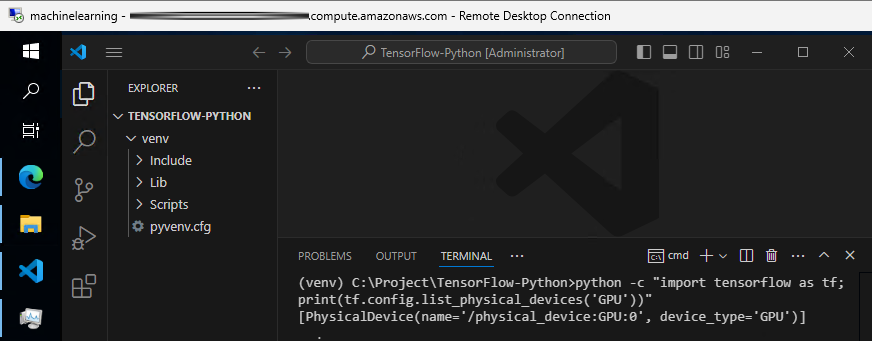 machinelearning - .compute.amazonaws.com - Remote Desktop Connection
TensorFlow-Python [Administrator]
EXPLORER
TENSORFLOW-PYTHON
venv
Include
Lib
Scripts
pyvenv.cfg
PROBLEMS OUTPUT TERMINAL
cmd
(venv) C:\Project\TensorFlow-Python>python -c "import tensorflow as tf;
print(tf.config.list_physical_devices('GPU'))"
[PhysicalDevice(name='/physical_device:GPU:0', device_type='GPU')]